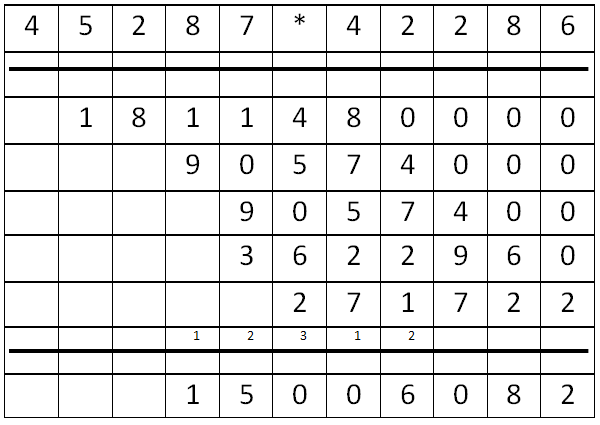 4 5 2 8 7 * 4 2 2 8 6
1 8 1 1 4 8 0 0 0 0
9 0 5 7 4 0 0 0
9 0 5 7 4 0 0
3 6 2 2 9 6 0
2 7 1 7 2 2
1 2 3 1 2
1 5 0 0 6 0 8 2